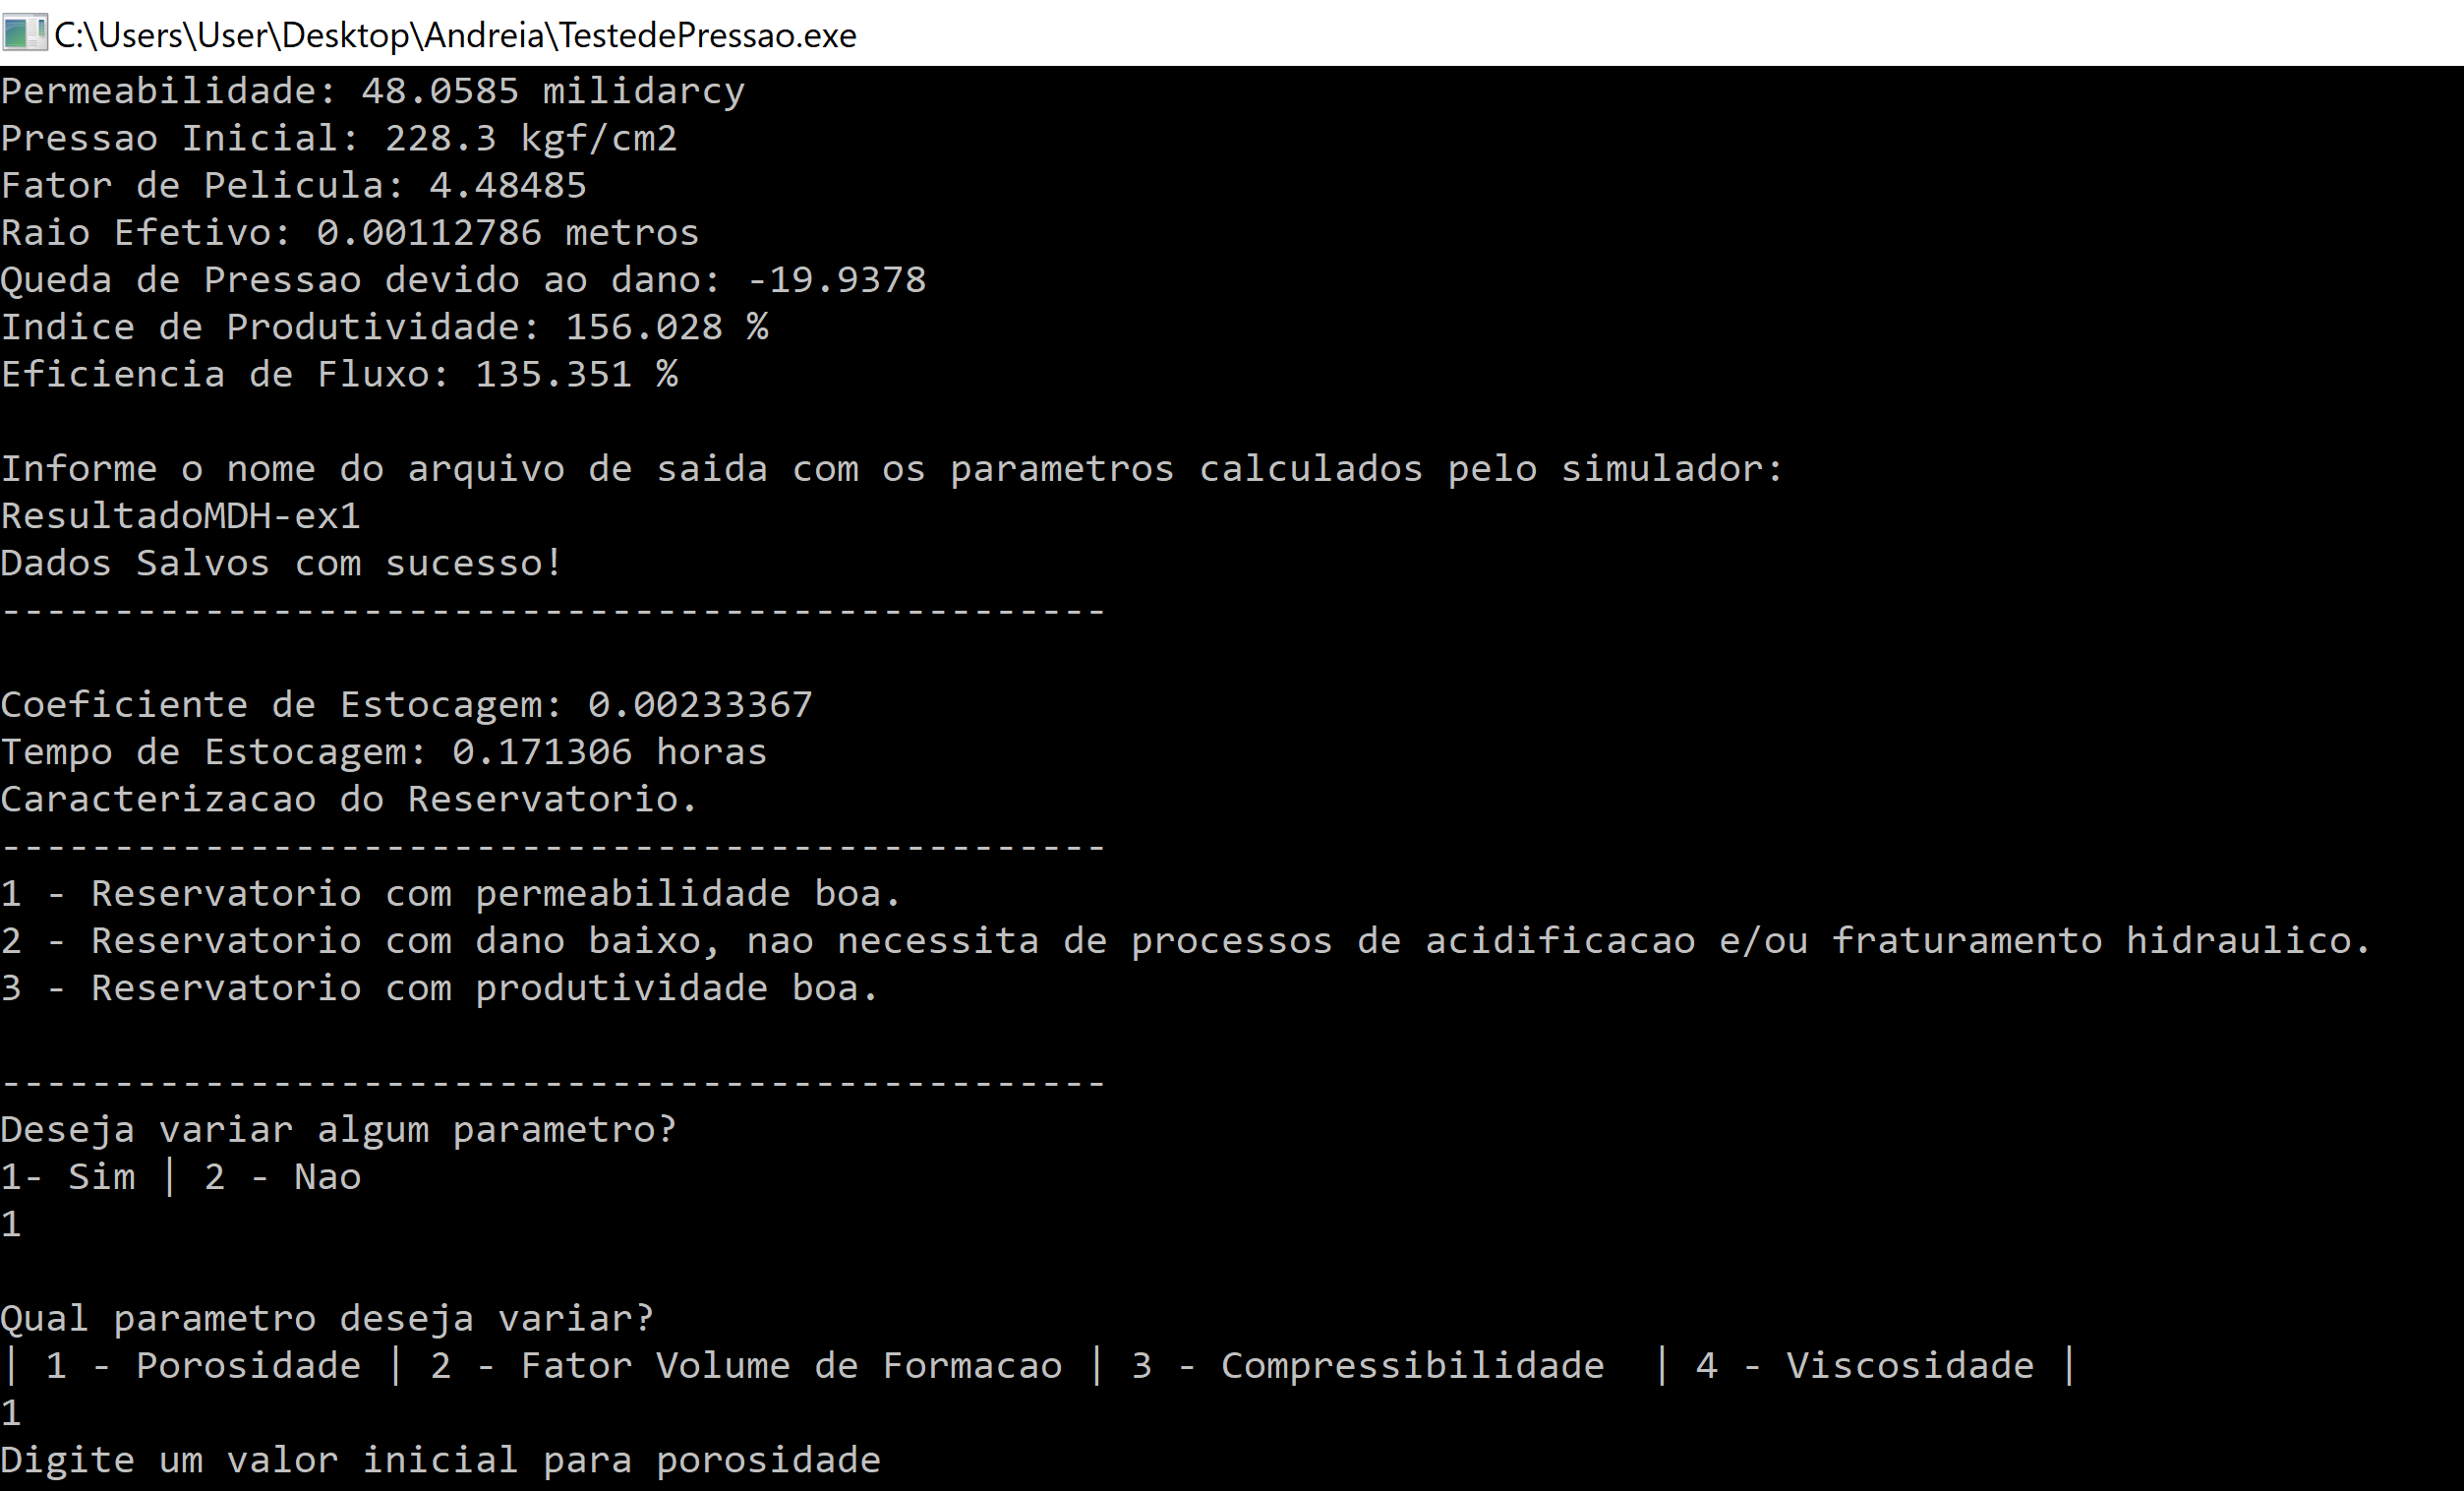 C:\Users\User\Desktop\Andreia\TestedePressao.exe
Permeabilidade: 48.0585 milidarcy
Pressao Inicial: 228.3 kgf/cm2
Fator de Pelicula: 4.48485
Raio Efetivo: 0.00112786 metros
Queda de Pressao devido ao dano: -19.9378
Indice de Produtividade: 156.028 %
Eficiencia de Fluxo: 135.351 %
Informe o nome do arquivo de saida com os parametros calculados pelo simulador:
ResultadoMDH-ex1
Dados Salvos com sucesso!
-------------------------------------------------
Coeficiente de Estocagem: 0.00233367
Tempo de Estocagem: 0.171306 horas
Caracterizacao do Reservatorio.
-------------------------------------------------
1 - Reservatorio com permeabilidade boa.
2 - Reservatorio com dano baixo, nao necessita de processos de acidificacao e/ou fraturamento hidraulico.
3 - Reservatorio com produtividade boa.
-------------------------------------------------
Deseja variar algum parametro?
1- Sim | 2 - Nao
1
Qual parametro deseja variar?
| 1 - Porosidade | 2 - Fator Volume de Formacao | 3 - Compressibilidade  | 4 - Viscosidade |
1
Digite um valor inicial para porosidade